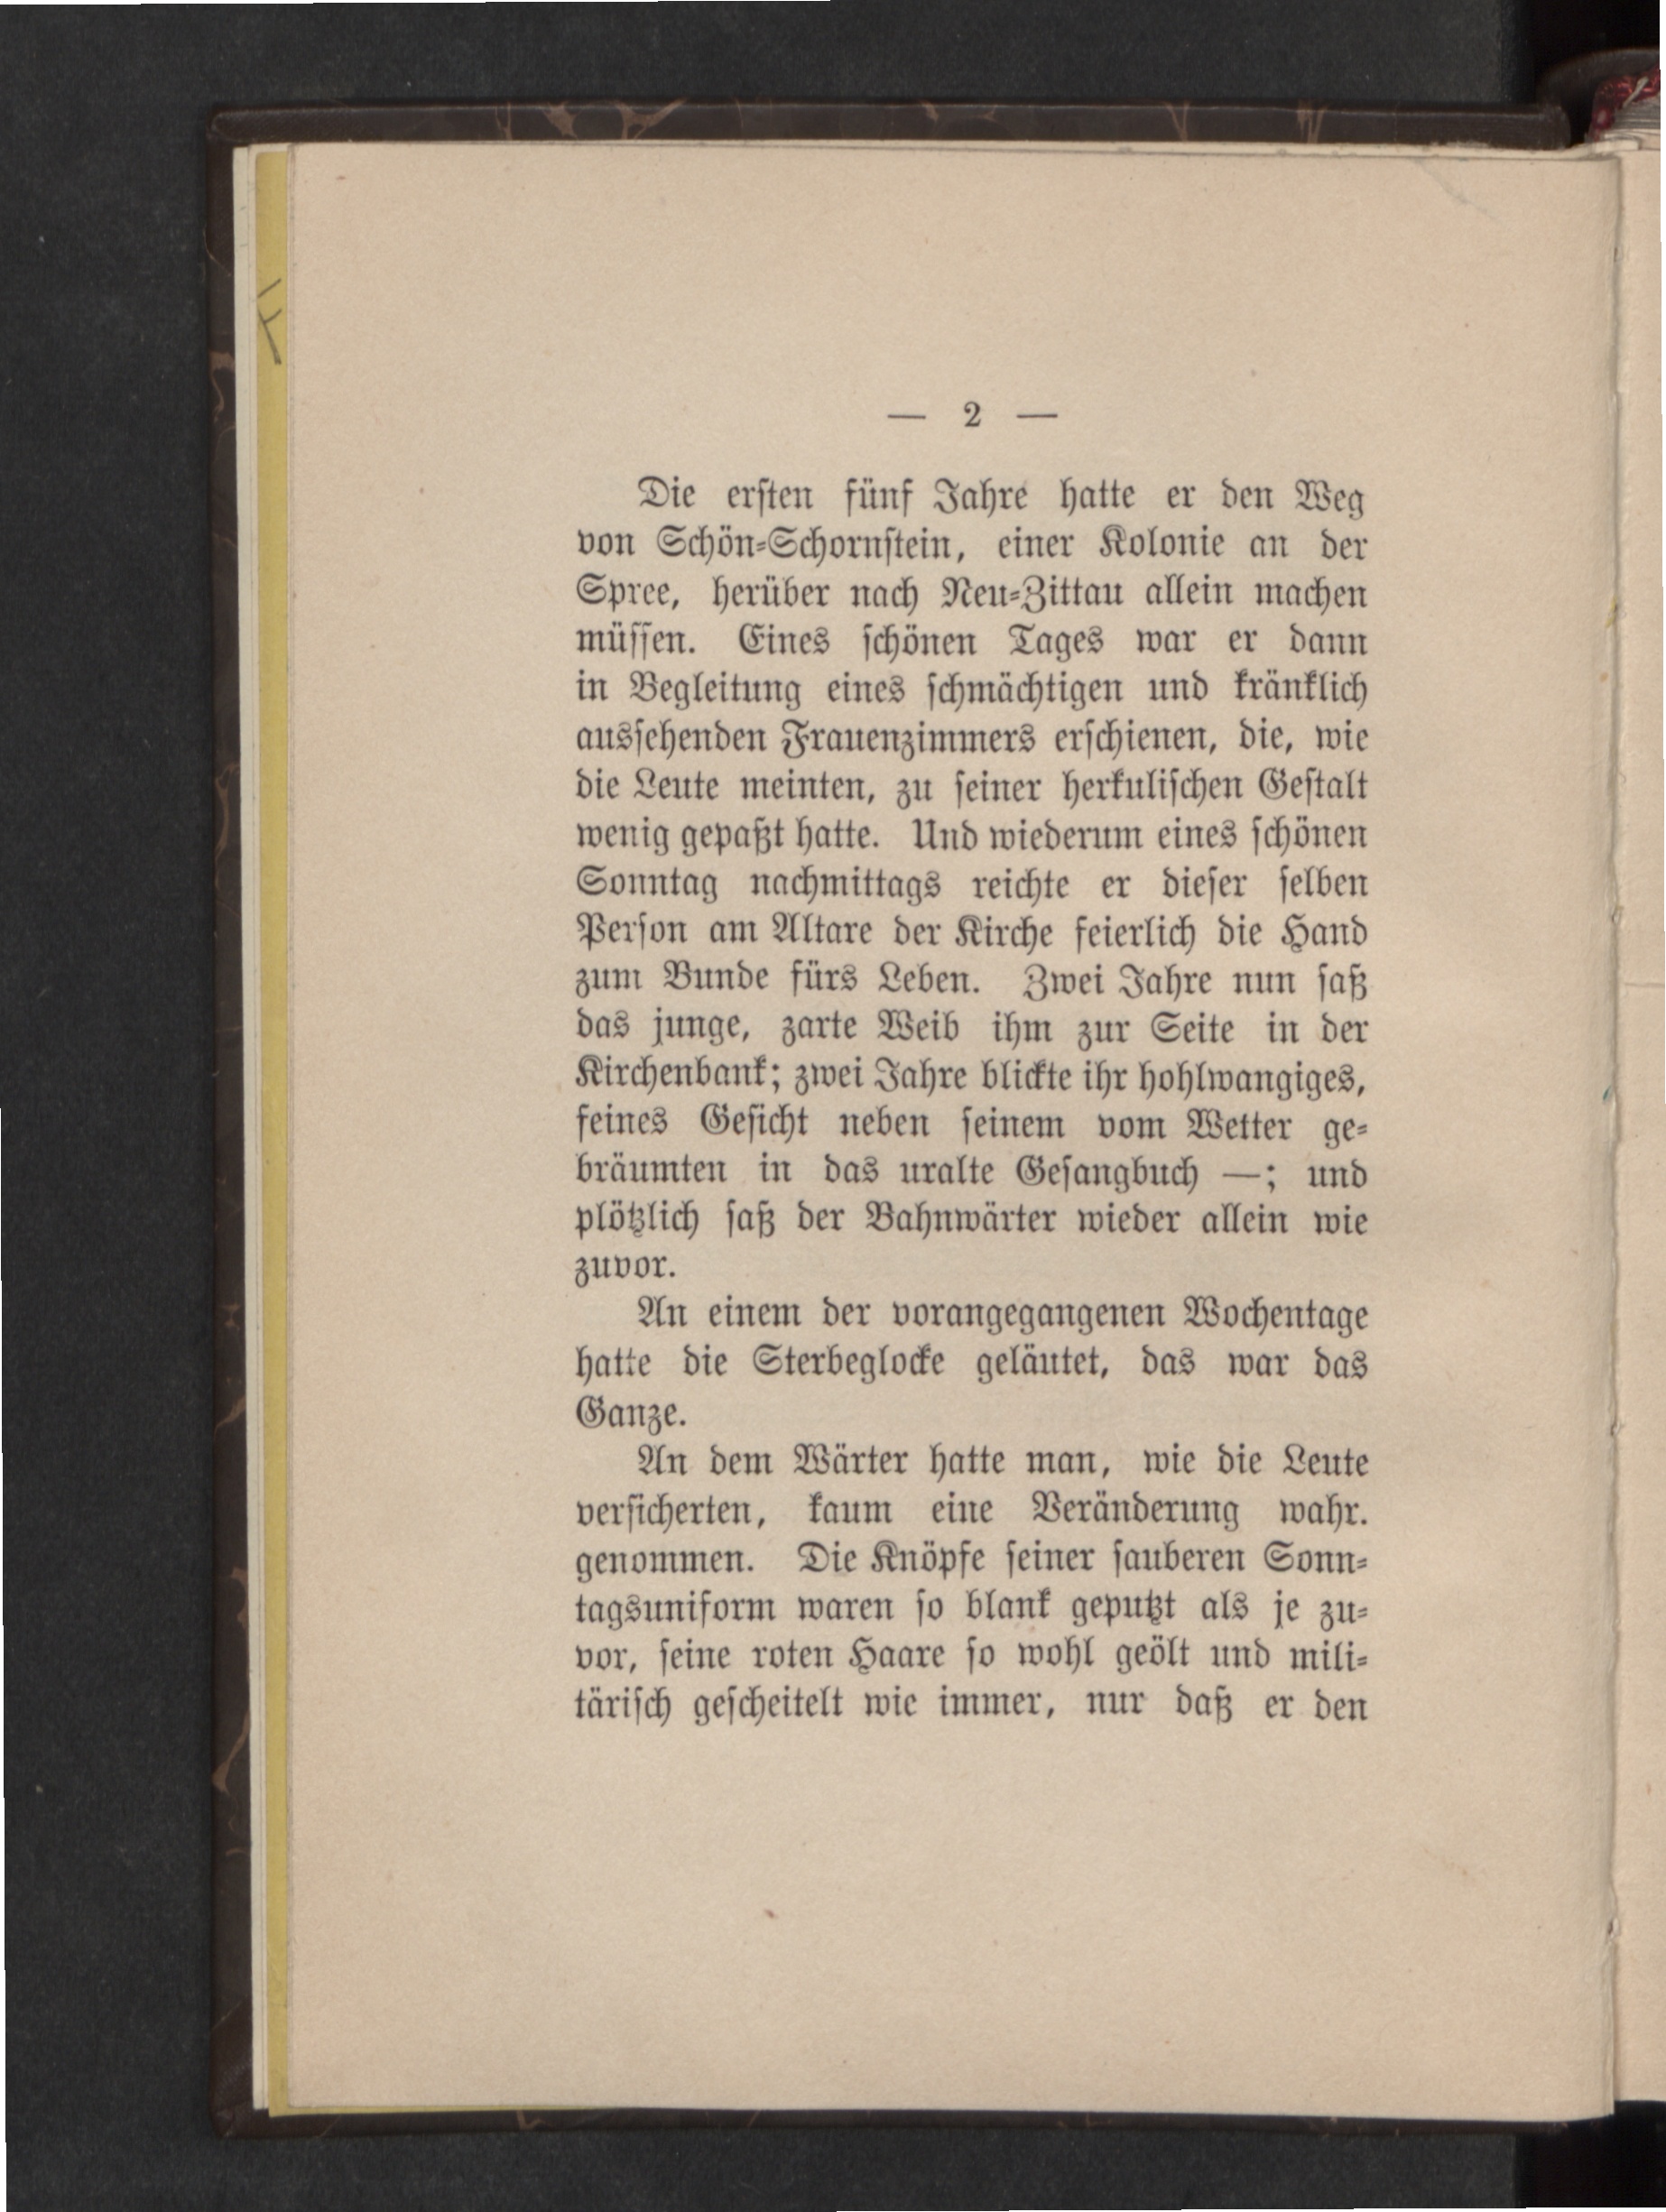 — 2 —
Die ersten fünf Jahre hatte er den Weg
von Schön-Schornstein, einer Kolonie an der
Spree, herüber nach Neu-Zittau allein machen
müssen. Eines schönen Tages war er dann
in Begleitung eines schmächtigen und kränklich
aussehenden Frauenzimmers erschienen, die, wie
die Leute meinten, zu seiner herkulischen Gestalt
wenig gepaßt hatte. Und wiederum eines schönen
Sonntag nachmittags reichte er dieser selben
Person am Altare der Kirche feierlich die Hand
zum Bunde fürs Leben. Zwei Jahre nun saß
das junge, zarte Weib ihm zur Seite in der
Kirchenbank; zwei Jahre blickte ihr hohlwangiges,
feines Gesicht neben seinem vom Wetter ge-
bräumten in das uralte Gesangbuch —; und
plötzlich saß der Bahnwärter wieder allein wie
zuvor.
An einem der vorangegangenen Wochentage
hatte die Sterbeglocke geläutet, das war das
Ganze.
An dem Wärter hatte man, wie die Leute
versicherten, kaum eine Veränderung wahr.
genommen. Die Knöpfe seiner sauberen Sonn-
tagsuniform waren so blank geputzt als je zu-
vor, seine roten Haare so wohl geölt und mili-
tärisch gescheitelt wie immer, nur daß er den